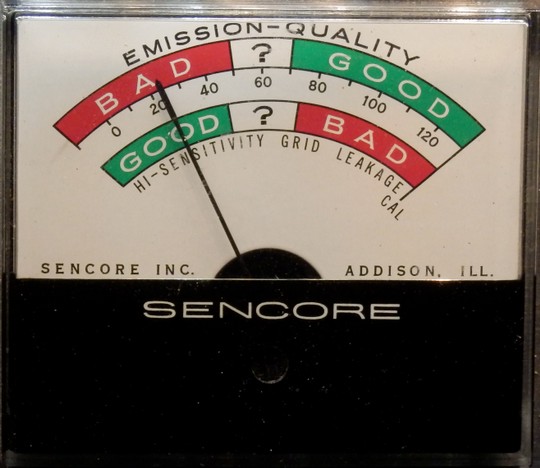 EMISSION-QUALITY
BAD ? GOOD
0 20 40 60 80 100 120
GOOD ? BAD
HI-SENSITIVITY GRID LEAKAGE
CAL
SENCORE INC. ADDISON, ILL.
SENCORE